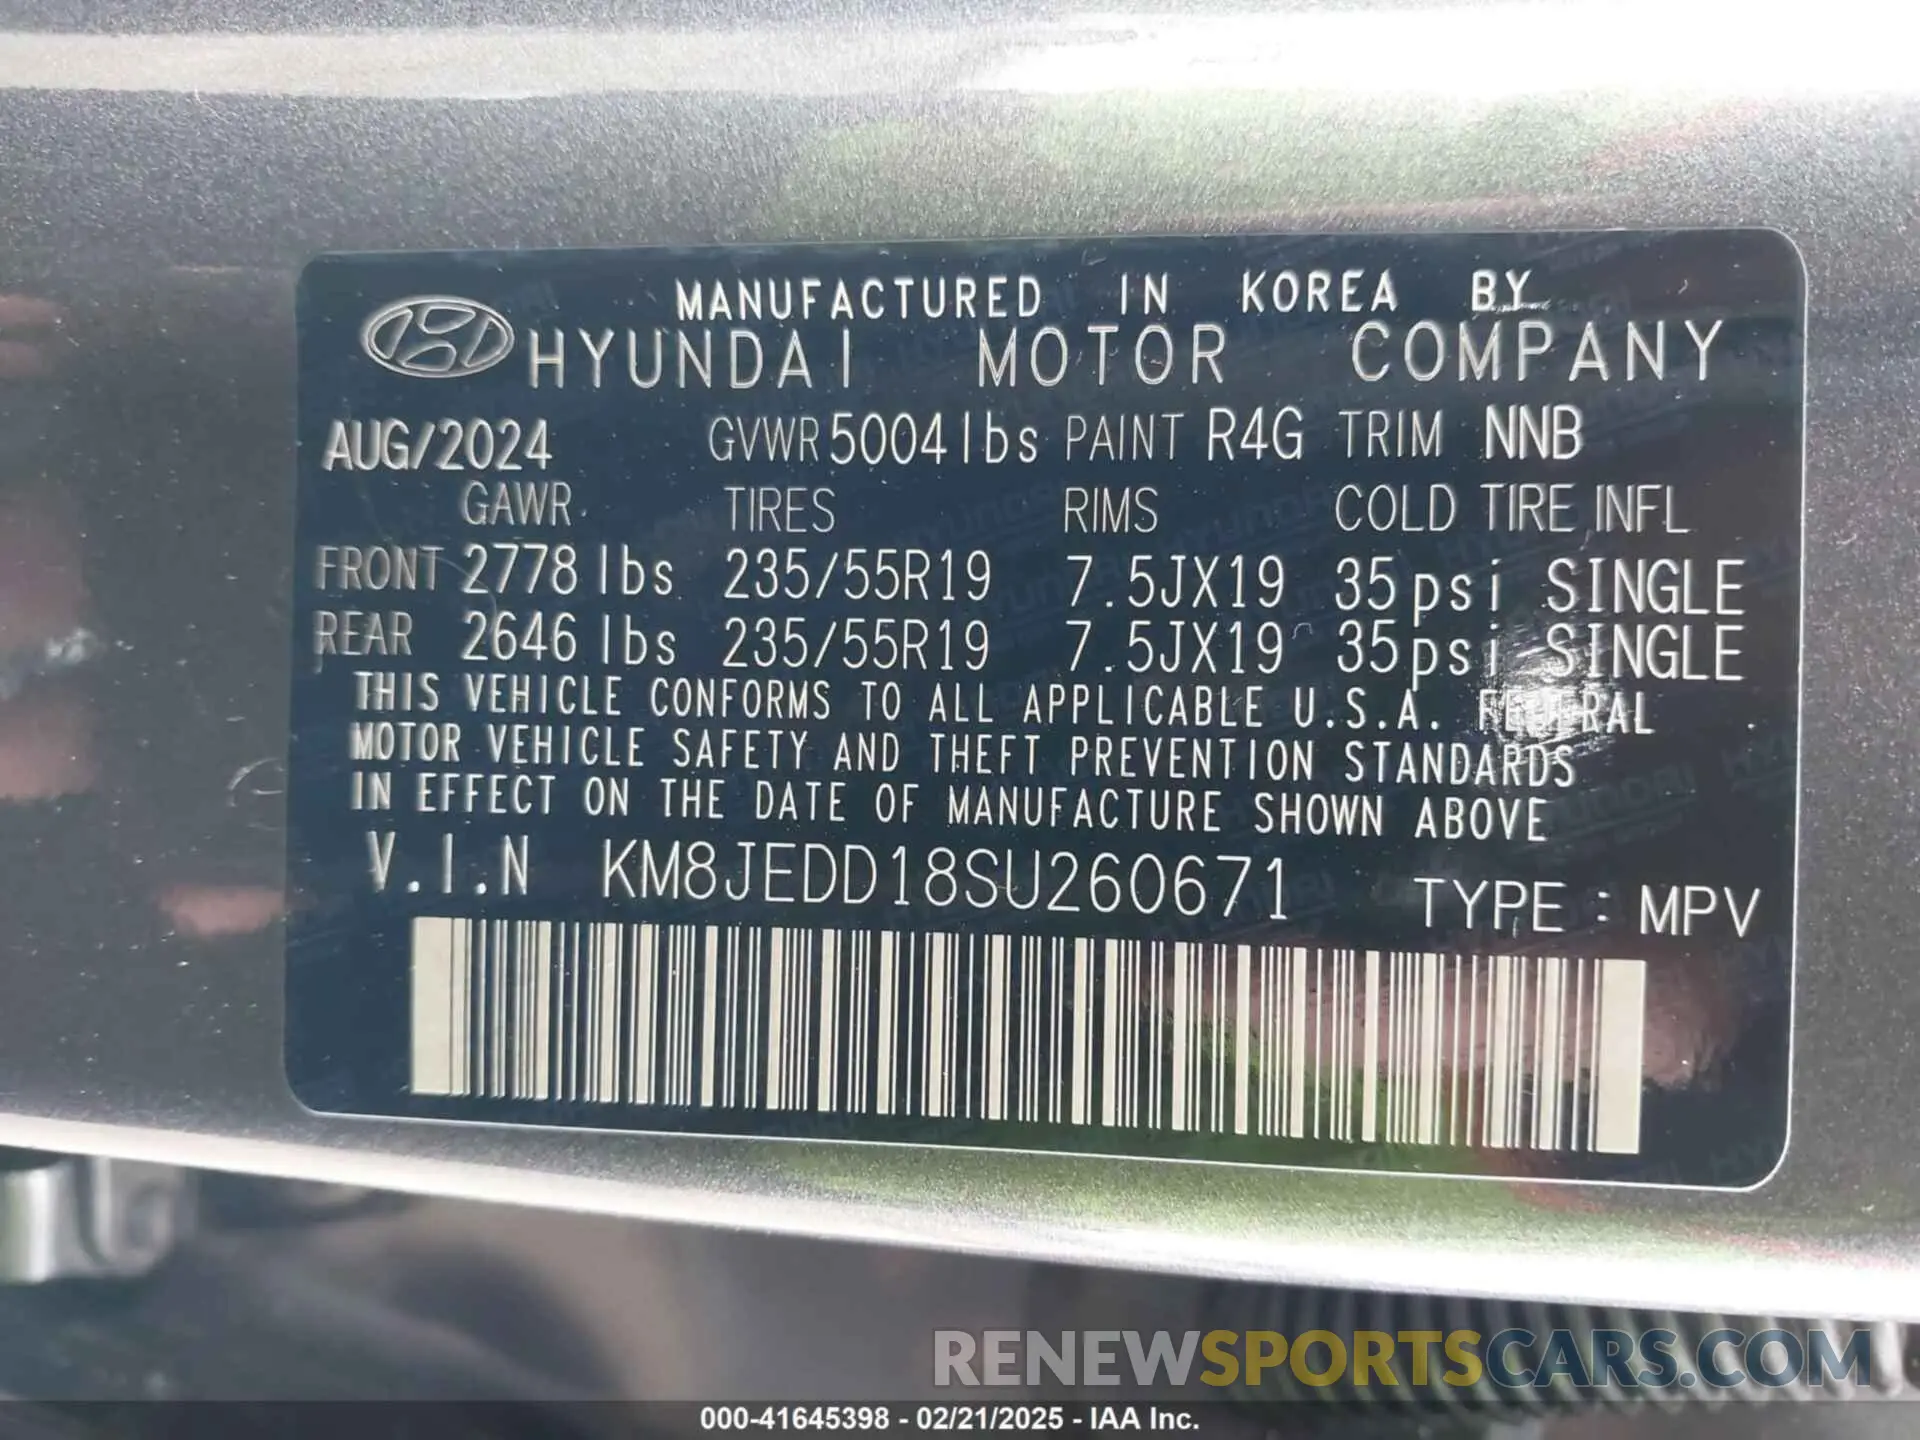 MANUFACTURED IN KOREA BY
HYUNDAI MOTOR COMPANY
AUG/2024 GVWR 5004 lbs PAINT R4G TRIM NNB
GAWR TIRES RIMS COLD TIRE INFL
FRONT 2778 lbs 235/55R19 7.5JX19 35psi SINGLE
REAR 2646 lbs 235/55R19 7.5JX19 35psi SINGLE
THIS VEHICLE CONFORMS TO ALL APPLICABLE U.S.A. FEDERAL
MOTOR VEHICLE SAFETY AND THEFT PREVENTION STANDARDS
IN EFFECT ON THE DATE OF MANUFACTURE SHOWN ABOVE
V.I.N KM8JEDD18SU260671 TYPE : MPV
RENEWSPORTSCARS.COM
000-41645398 - 02/21/2025 - IAA Inc.